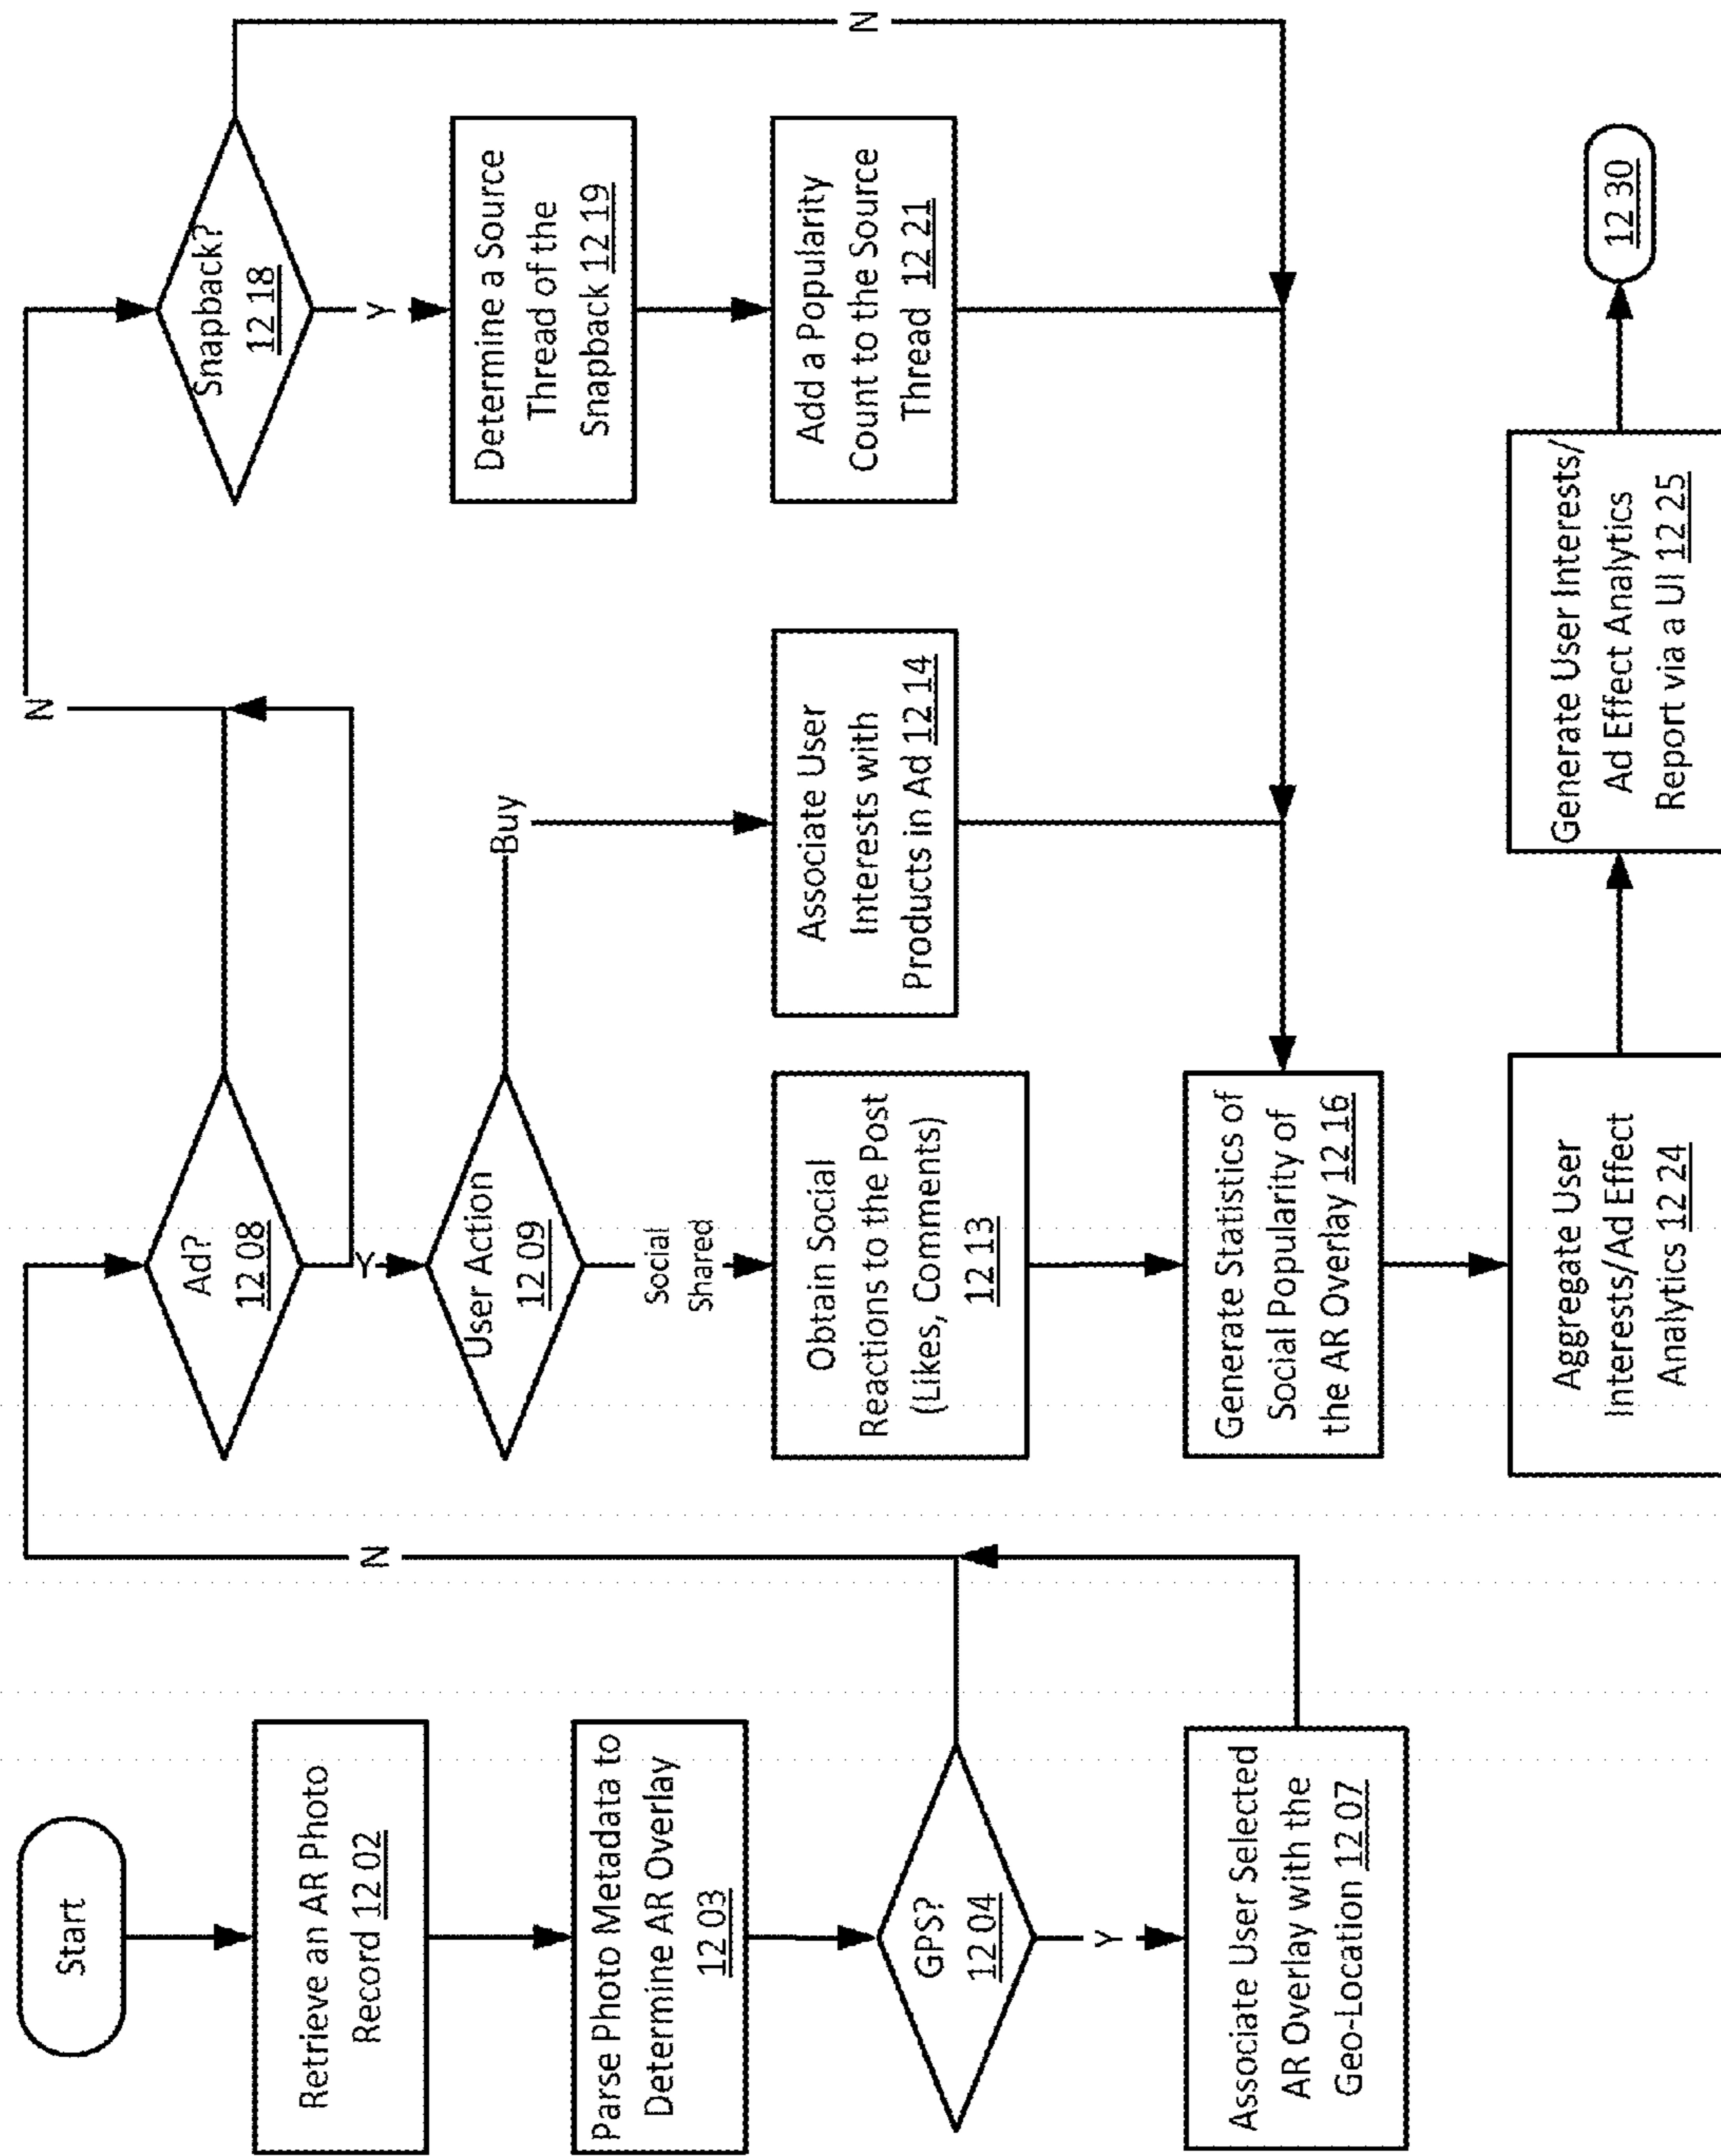 Start
Retrieve an AR Photo
Record 12 02
Parse Photo Metadata to
Determine AR Overlay
12 03
GPS?
12 04
Y
Associate User Selected
AR Overlay with the
Geo-Location 12 07
N
Ad?
12 08
Y
User Action
12 09
Social
Shared
Obtain Social
Reactions to the Post
(Likes, Comments)
12 13
Generate Statistics of
Social Popularity of
the AR Overlay 12 16
Aggregate User
Interests/Ad Effect
Analytics 12 24
N
Buy
Associate User
Interests with
Products in Ad 12 14
Snapback?
12 18
Y
Determine a Source
Thread of the
Snapback 12 19
Add a Popularity
Count to the Source
Thread 12 21
N
Generate User Interests/
Ad Effect Analytics
Report via a UI 12 25
12 30